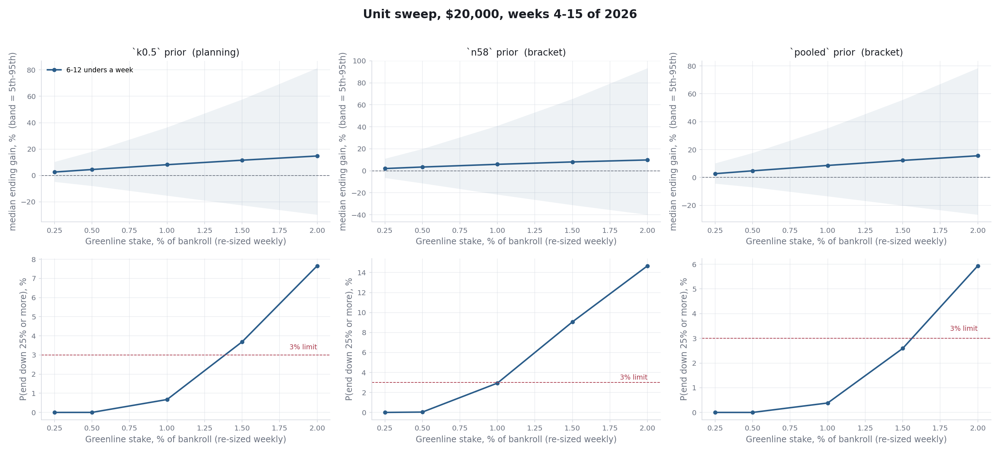 Unit sweep, $20,000, weeks 4-15 of 2026
`k0.5` prior  (planning)
median ending gain, %  (band = 5th-95th)
6-12 unders a week
80
60
40
20
0
−20
0.25 0.50 0.75 1.00 1.25 1.50 1.75 2.00
Greenline stake, % of bankroll (re-sized weekly)
`n58` prior  (bracket)
median ending gain, %  (band = 5th-95th)
100
80
60
40
20
0
−20
−40
0.25 0.50 0.75 1.00 1.25 1.50 1.75 2.00
Greenline stake, % of bankroll (re-sized weekly)
`pooled` prior  (bracket)
median ending gain, %  (band = 5th-95th)
80
60
40
20
0
−20
0.25 0.50 0.75 1.00 1.25 1.50 1.75 2.00
Greenline stake, % of bankroll (re-sized weekly)
P(end down 25% or more), %
8
7
6
5
4
3
2
1
0
3% limit
0.25 0.50 0.75 1.00 1.25 1.50 1.75 2.00
Greenline stake, % of bankroll (re-sized weekly)
P(end down 25% or more), %
14
12
10
8
6
4
2
0
3% limit
0.25 0.50 0.75 1.00 1.25 1.50 1.75 2.00
Greenline stake, % of bankroll (re-sized weekly)
P(end down 25% or more), %
6
5
4
3
2
1
0
3% limit
0.25 0.50 0.75 1.00 1.25 1.50 1.75 2.00
Greenline stake, % of bankroll (re-sized weekly)